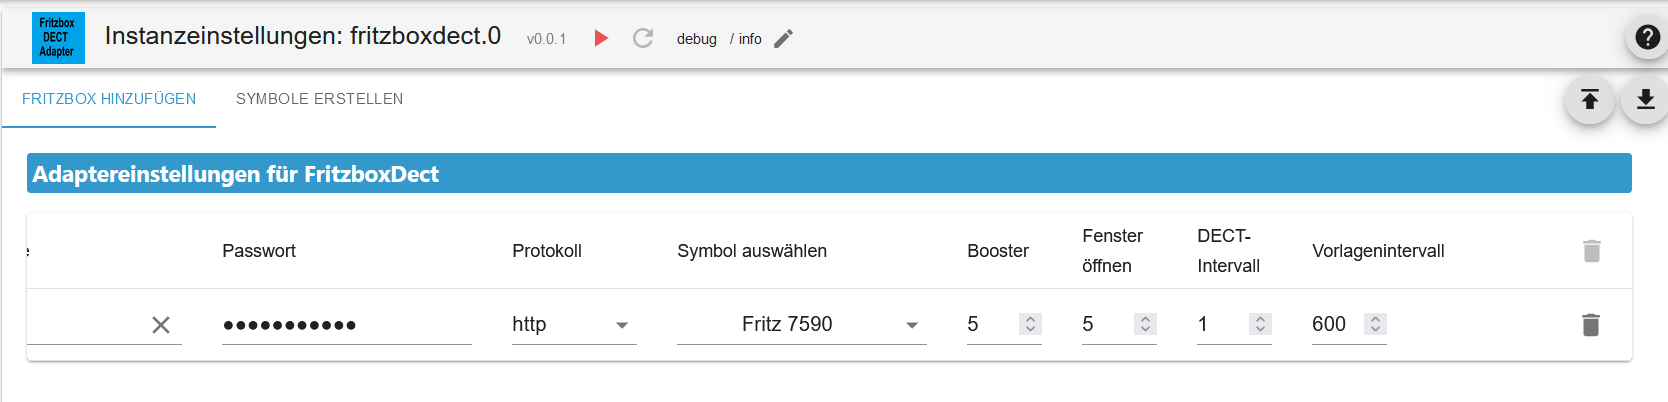 Fritzbox
DECT
Adapter
Instanzeinstellungen: fritzboxdect.0 v0.0.1 debug / info
FRITZBOX HINZUFÜGEN SYMBOLE ERSTELLEN
Adaptereinstellungen für FritzboxDect
Passwort Protokoll Symbol auswählen Booster Fenster öffnen DECT-Intervall Vorlagenintervall
●●●●●●●●●●● http Fritz 7590 5 5 1 600